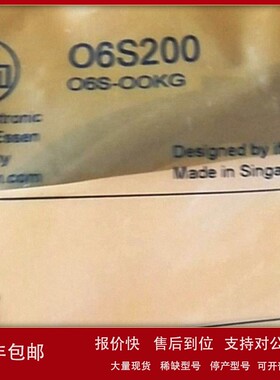 O6S200
O6S-OOKG
Essen
Designed by
Made in Singa
.com
包邮
报价快 售后到位 支持对公
大量现货 稀缺型号 停产型号 可开